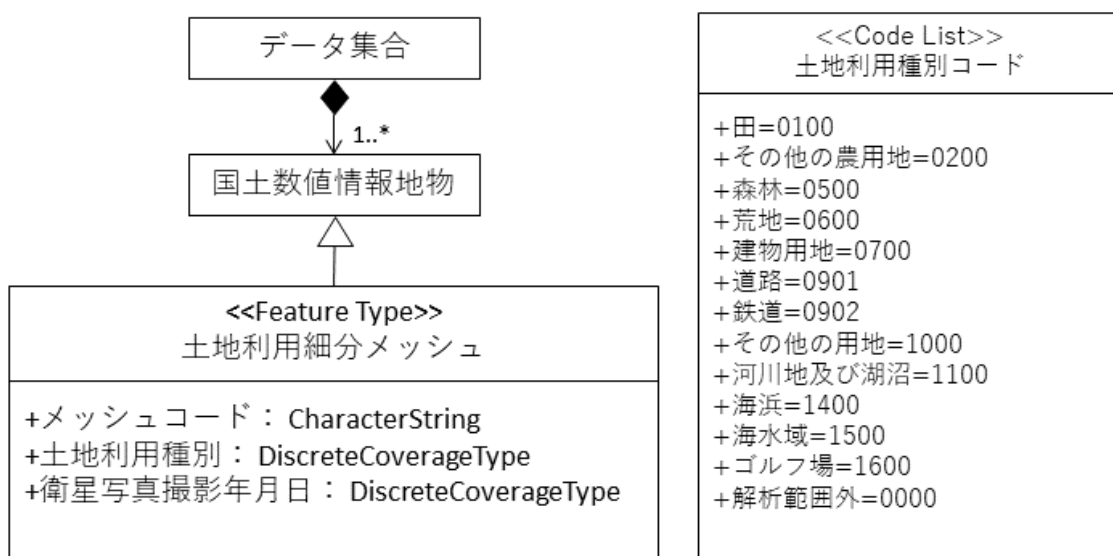 データ集合
1..*
国土数値情報地物
<<Feature Type>>
土地利用細分メッシュ
+メッシュコード： CharacterString
+土地利用種別： DiscreteCoverageType
+衛星写真撮影年月日： DiscreteCoverageType
<<Code List>>
土地利用種別コード
+田=0100
+その他の農用地=0200
+森林=0500
+荒地=0600
+建物用地=0700
+道路=0901
+鉄道=0902
+その他の用地=1000
+河川地及び湖沼=1100
+海浜=1400
+海水域=1500
+ゴルフ場=1600
+解析範囲外=0000